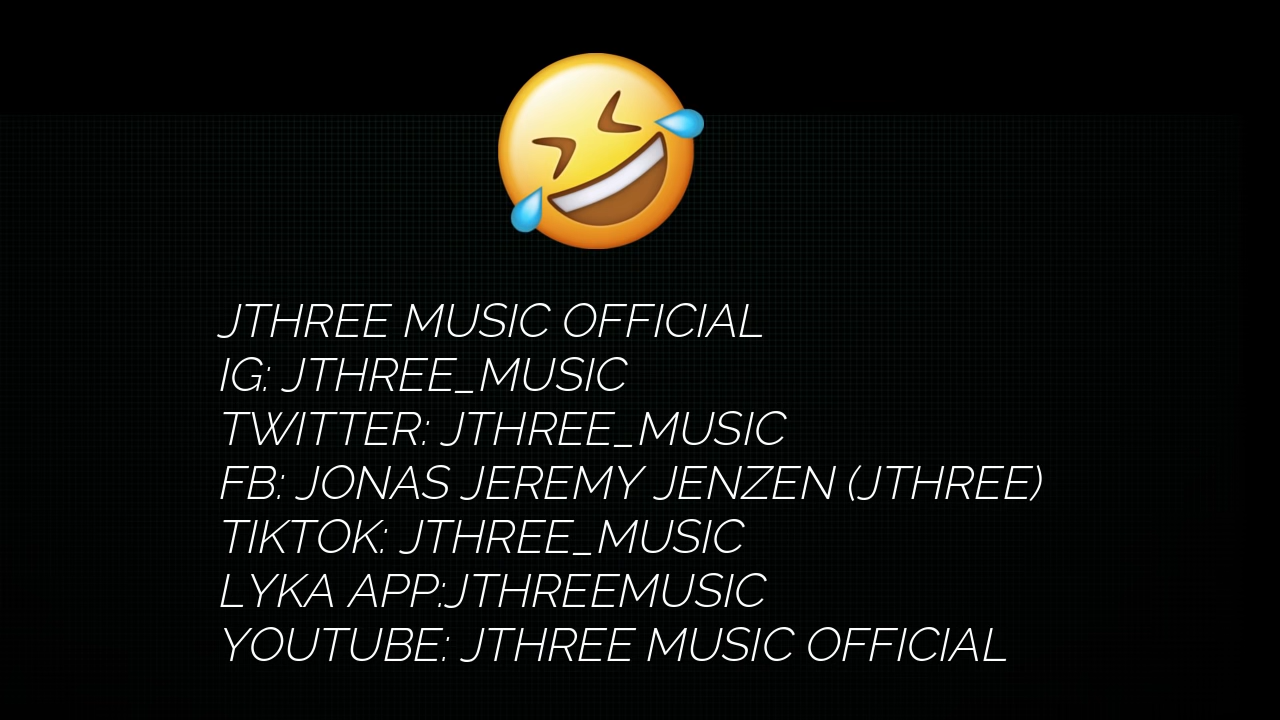 JTHREE MUSIC OFFICIAL
IG: JTHREE_MUSIC
TWITTER: JTHREE_MUSIC
FB: JONAS JEREMY JENZEN (JTHREE)
TIKTOK: JTHREE_MUSIC
LYKA APP:JTHREEMUSIC
YOUTUBE: JTHREE MUSIC OFFICIAL